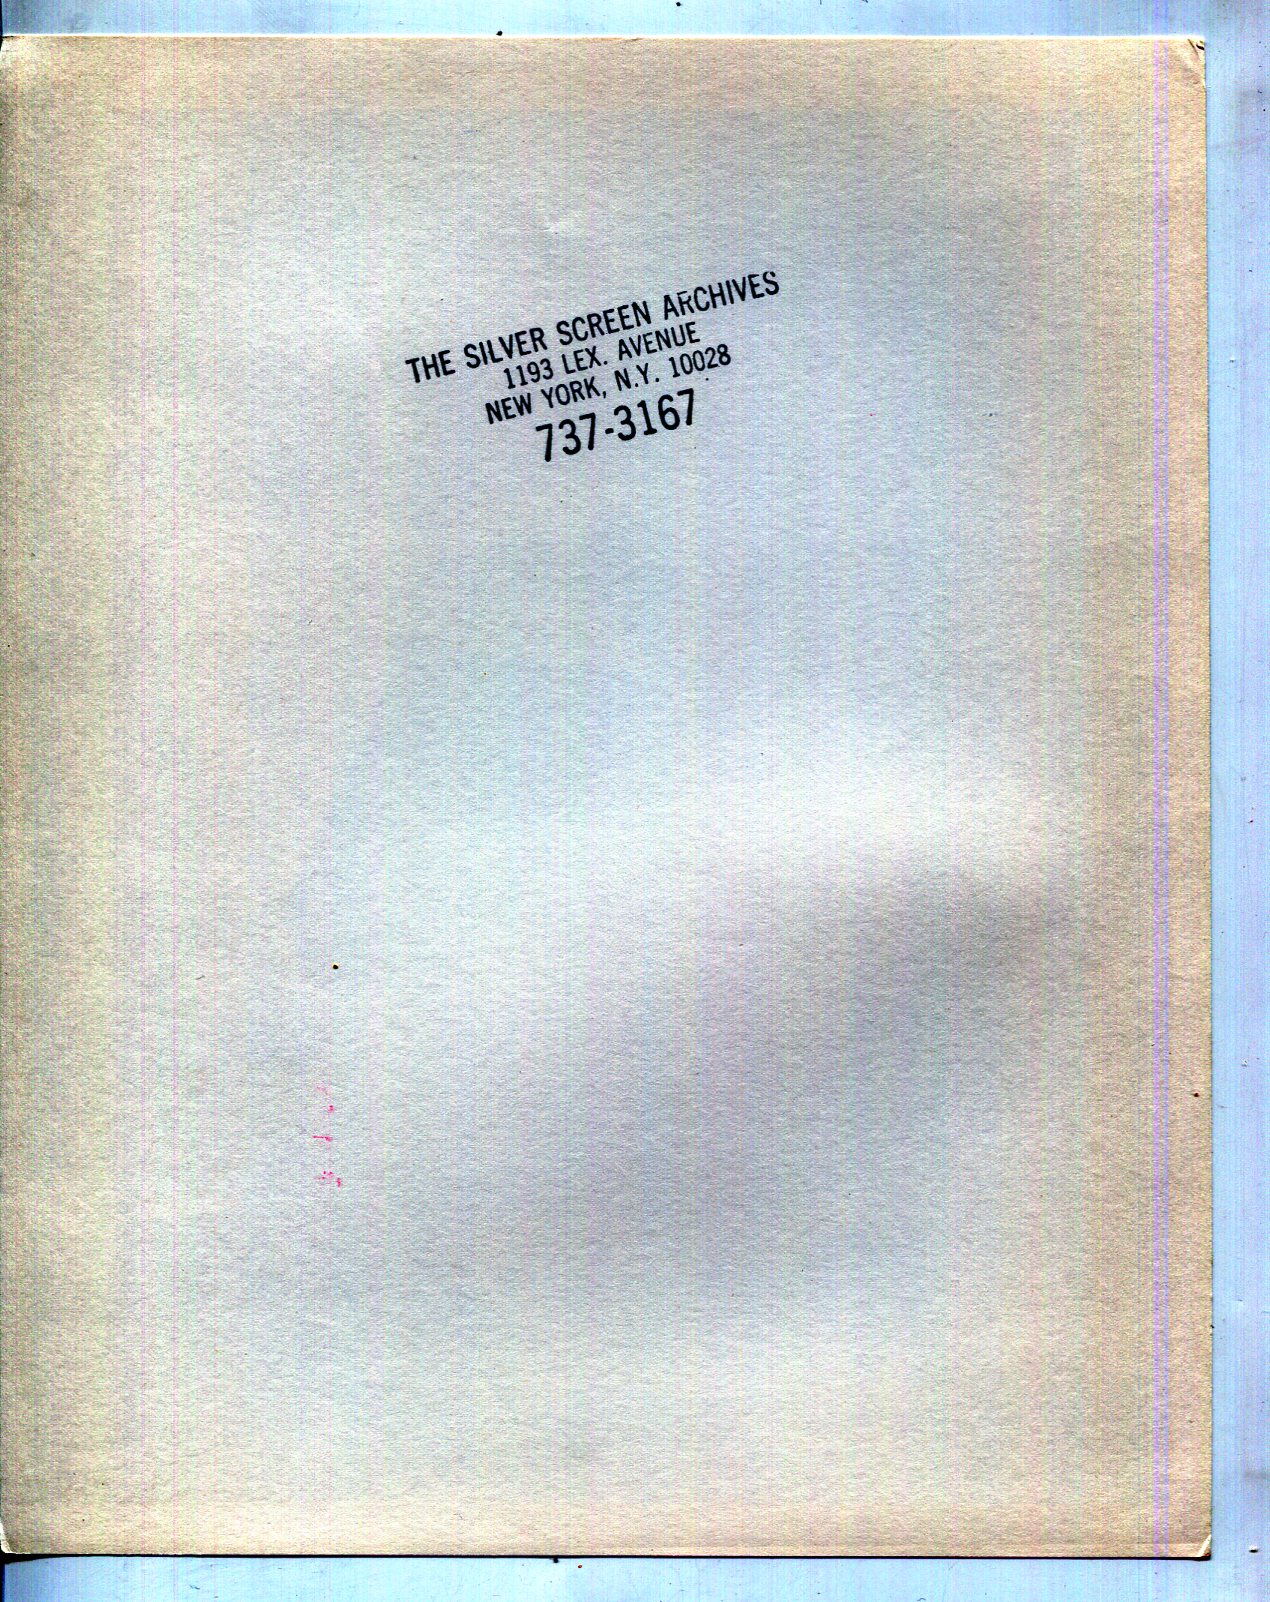 THE SILVER SCREEN ARCHIVES
1193 LEX. AVENUE
NEW YORK, N.Y. 10028
737-3167